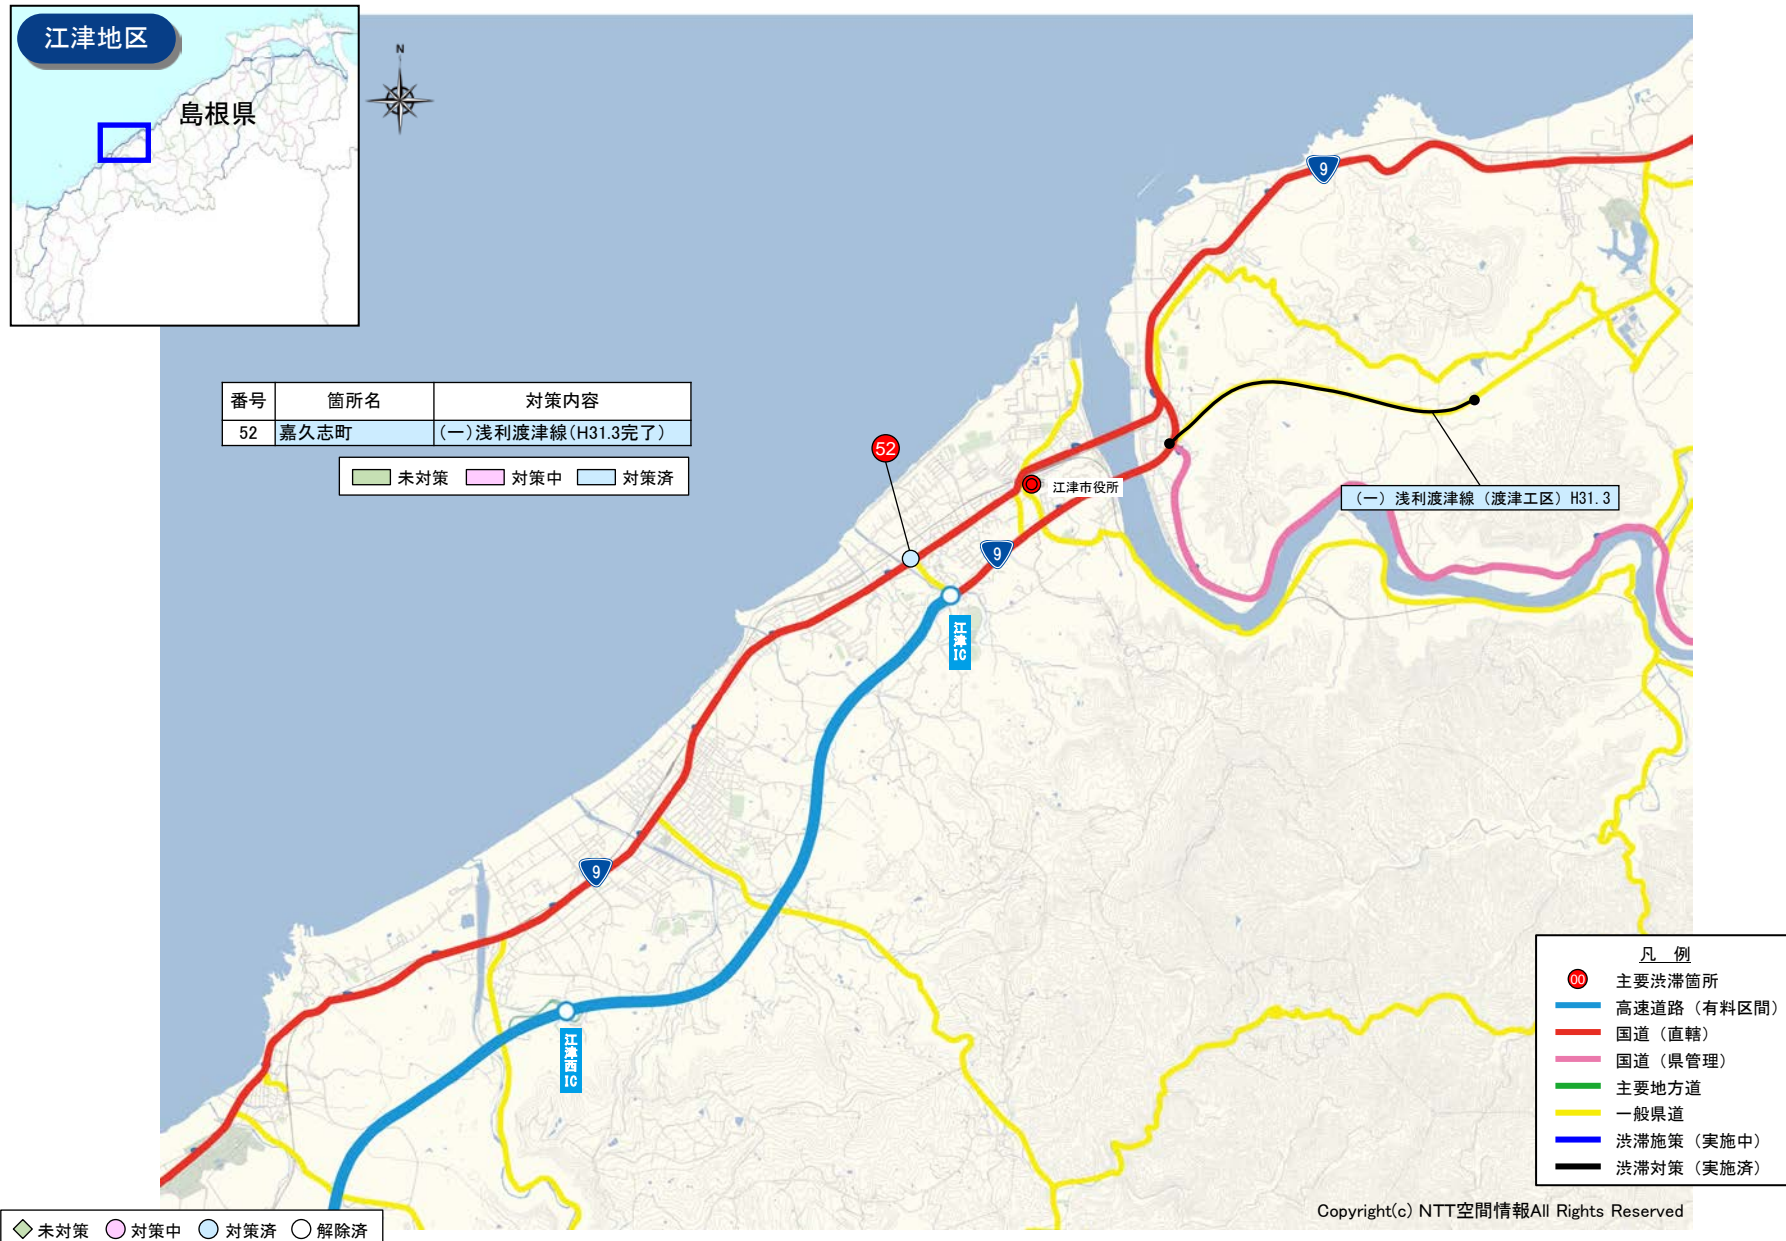 江津地区
島根県
N
番号 箇所名 対策内容
52 嘉久志町 (一)浅利渡津線(H31.3完了)
未対策 対策中 対策済
52
9
江津市役所
(一)浅利渡津線(渡津工区)H31.3
9
江津IC
9
江津西IC
凡 例
00 主要渋滞箇所
高速道路(有料区間)
国道(直轄)
国道(県管理)
主要地方道
一般県道
渋滞施策(実施中)
渋滞対策(実施済)
Copyright(c) NTT空間情報All Rights Reserved
未対策 対策中 対策済 解除済